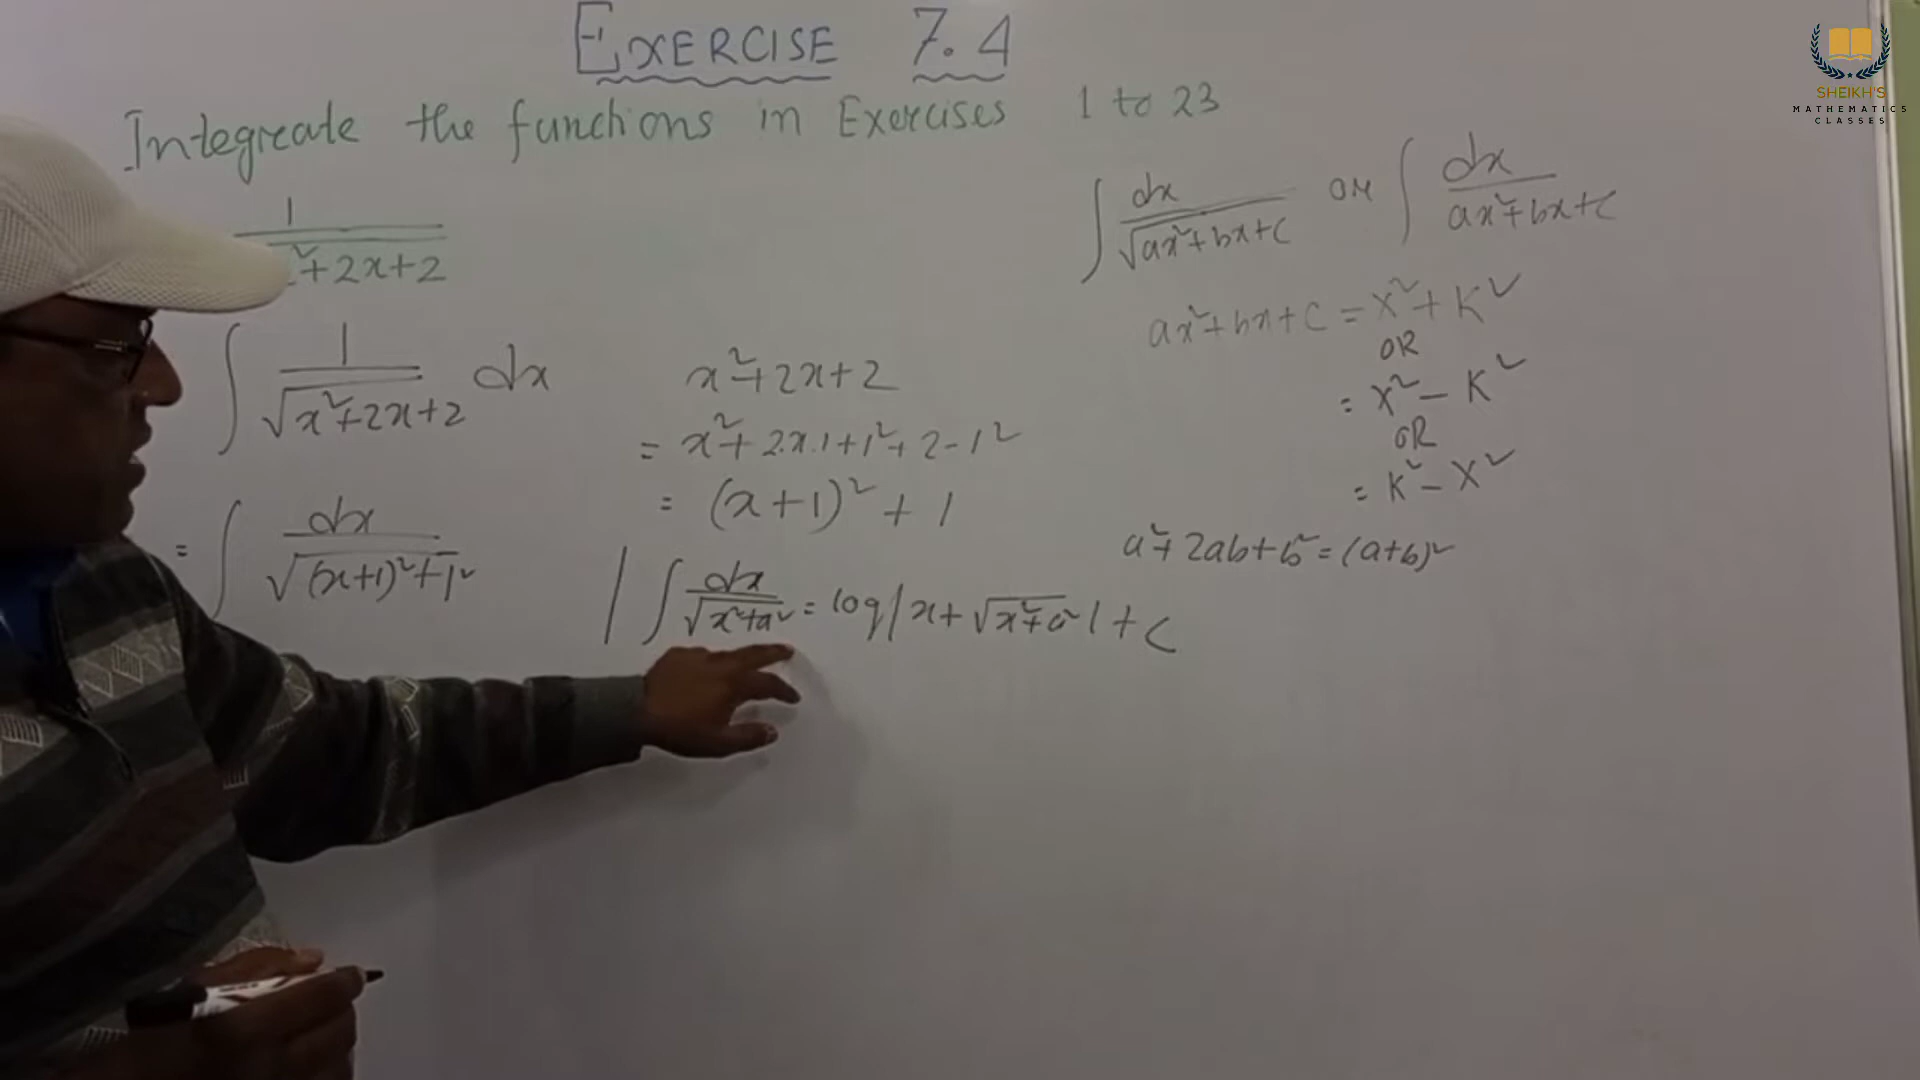 EXERCISE 7.4
Integreate the functions in Exercises 1 to 23
1
²+2x+2
∫ 1/√x²+2x+2 dx
= ∫ dx/√(x+1)²+1²
x²+2x+2
= x²+2.x.1+1²+2-1²
= (x+1)²+1
∫ dx/√x²+a² = log|x+√x²+a²|+C
∫ dx/√ax²+bx+C OR ∫ dx/ax²+bx+C
ax²+bx+C = X²+K²
OR
= X²-K²
OR
= K²-X²
a²+2ab+b²=(a+b)²
SHEIKH'S
MATHEMATICS
CLASSES